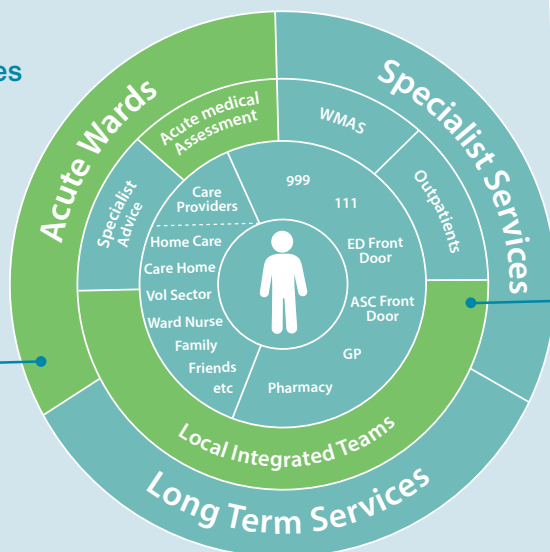 es
Acute Wards
Specialist Services
Long Term Services
Acute medical
Assessment
WMAS
Outpatients
Specialist
Advice
Local Integrated Teams
Care
Providers
Home Care
Care Home
Vol Sector
Ward Nurse
Family
Friends
etc
999
111
ED Front
Door
ASC Front
Door
GP
Pharmacy